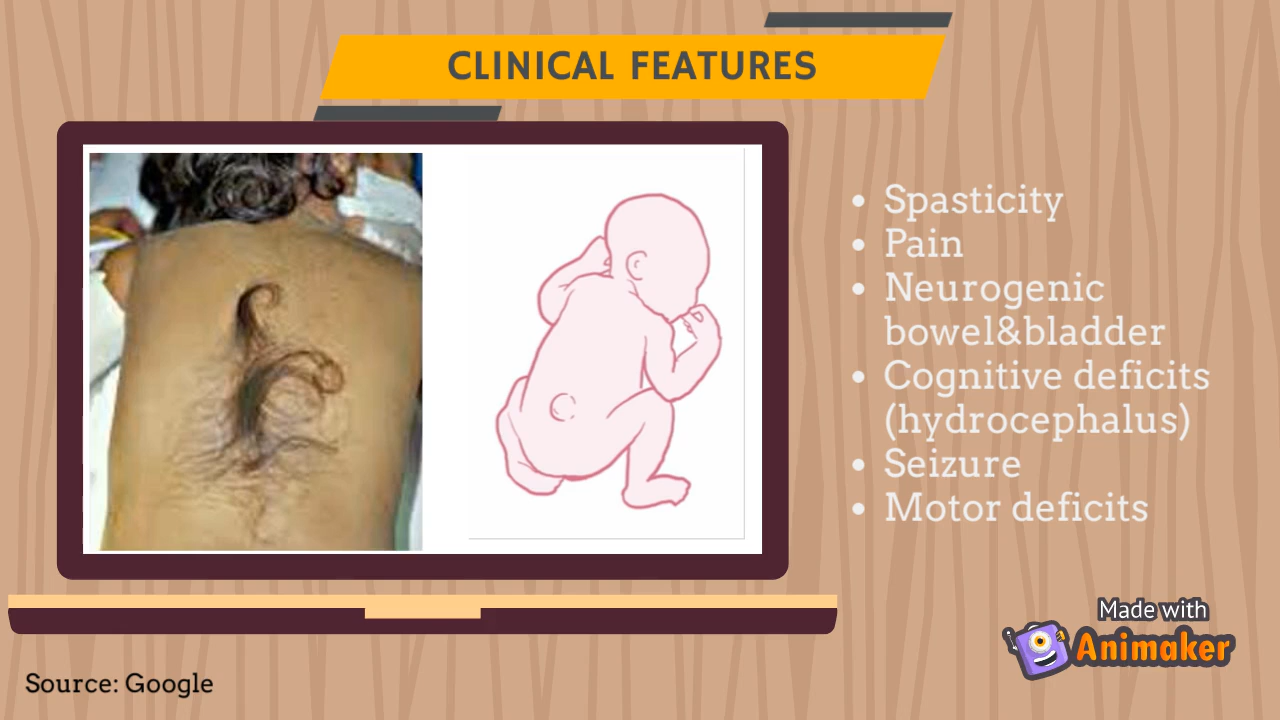 CLINICAL FEATURES
• Spasticity
• Pain
• Neurogenic
bowel&bladder
• Cognitive deficits
(hydrocephalus)
• Seizure
• Motor deficits
Made with
Animaker
Source: Google